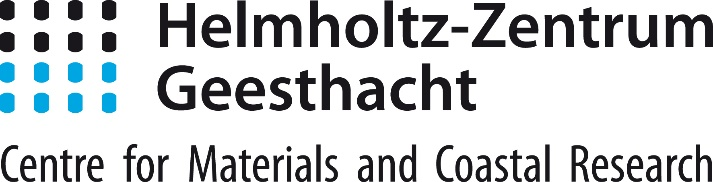 Helmholtz-Zentrum
Geesthacht
Centre for Materials and Coastal Research